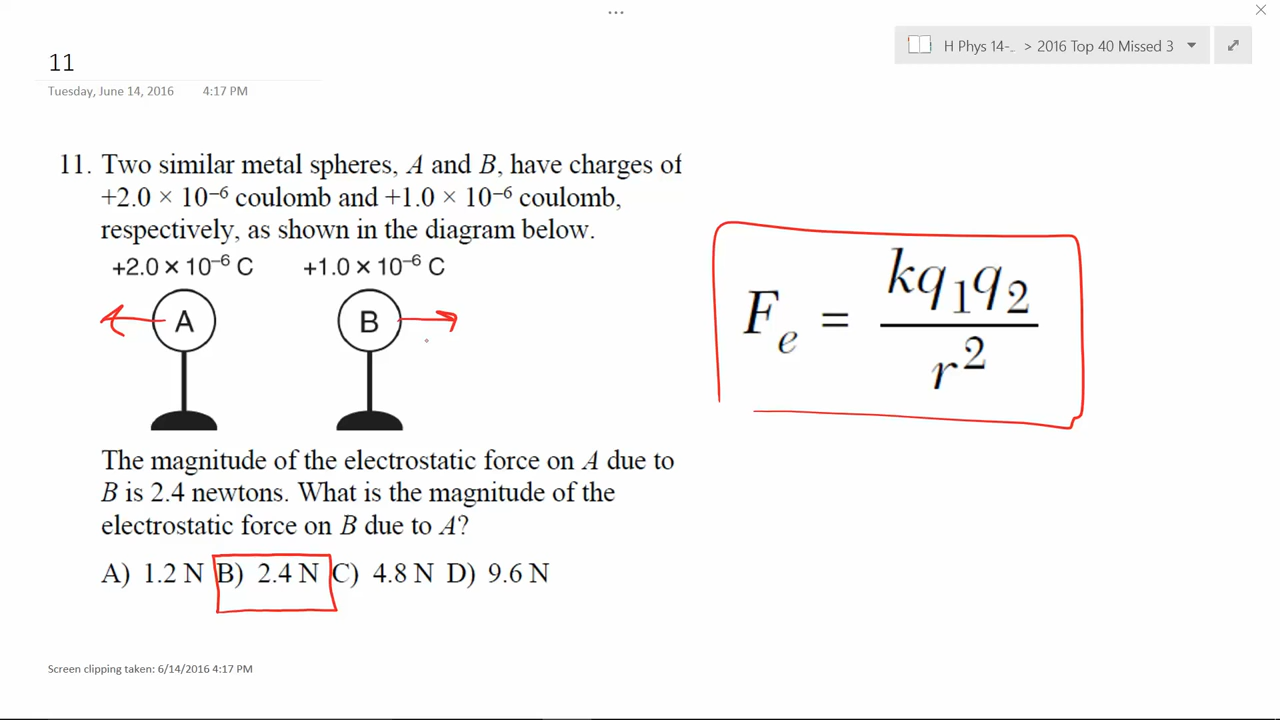 ...
H Phys 14-.. > 2016 Top 40 Missed 3
11
Tuesday, June 14, 2016 4:17 PM
11. Two similar metal spheres, A and B, have charges of
+2.0 × 10⁻⁶ coulomb and +1.0 × 10⁻⁶ coulomb,
respectively, as shown in the diagram below.
+2.0 × 10⁻⁶ C +1.0 × 10⁻⁶ C
A B
Fₑ = kq₁q₂ / r²
The magnitude of the electrostatic force on A due to
B is 2.4 newtons. What is the magnitude of the
electrostatic force on B due to A?
A) 1.2 N B) 2.4 N C) 4.8 N D) 9.6 N
Screen clipping taken: 6/14/2016 4:17 PM